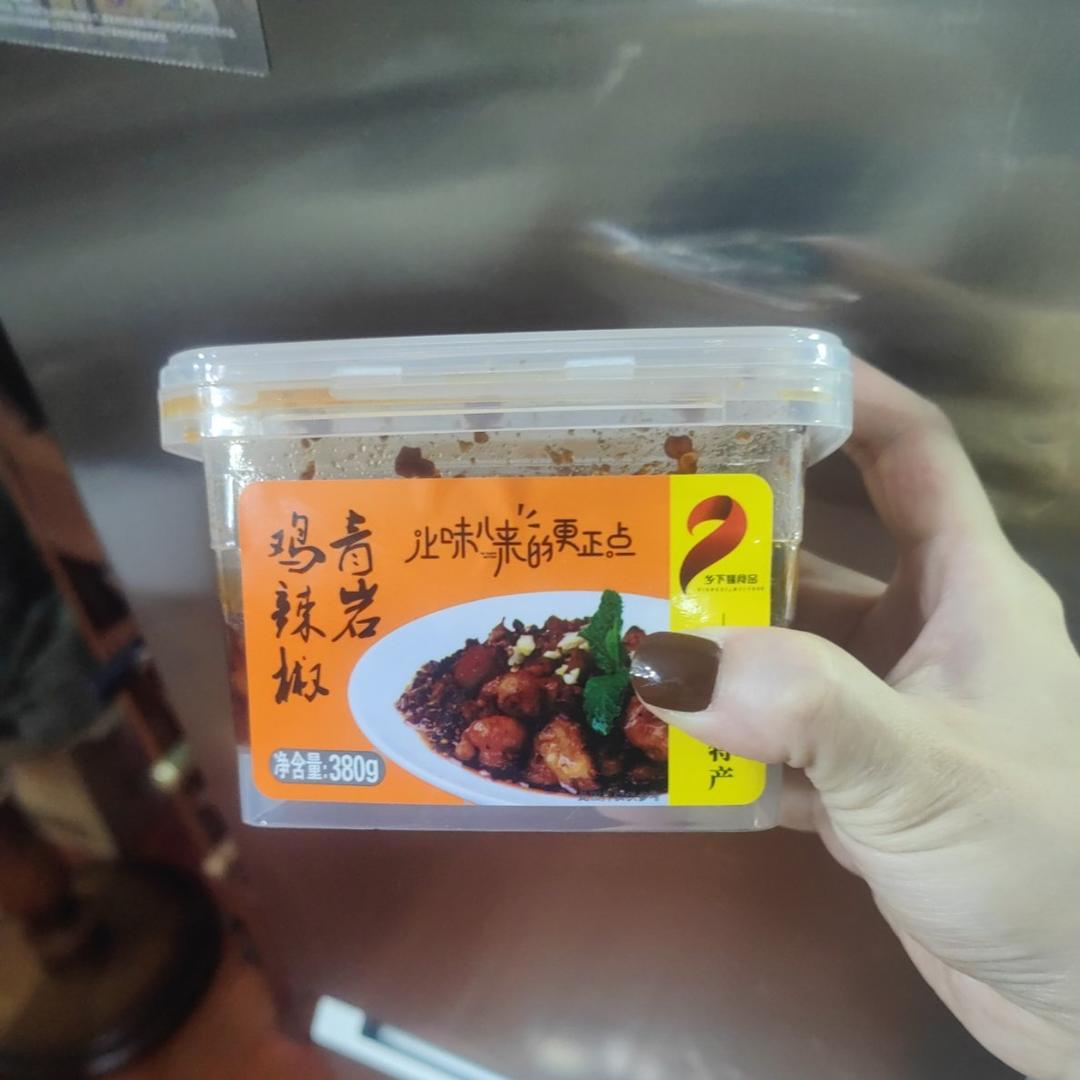 青岩
鸡辣椒
让味儿来的更正点
乡下妹食品
特产
净含量:380g